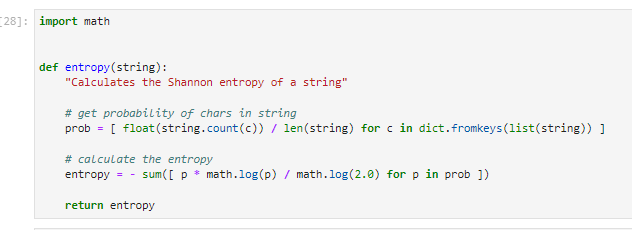 [28]: import math
def entropy(string):
"Calculates the Shannon entropy of a string"
# get probability of chars in string
prob = [ float(string.count(c)) / len(string) for c in dict.fromkeys(list(string)) ]
# calculate the entropy
entropy = - sum([ p * math.log(p) / math.log(2.0) for p in prob ])
return entropy